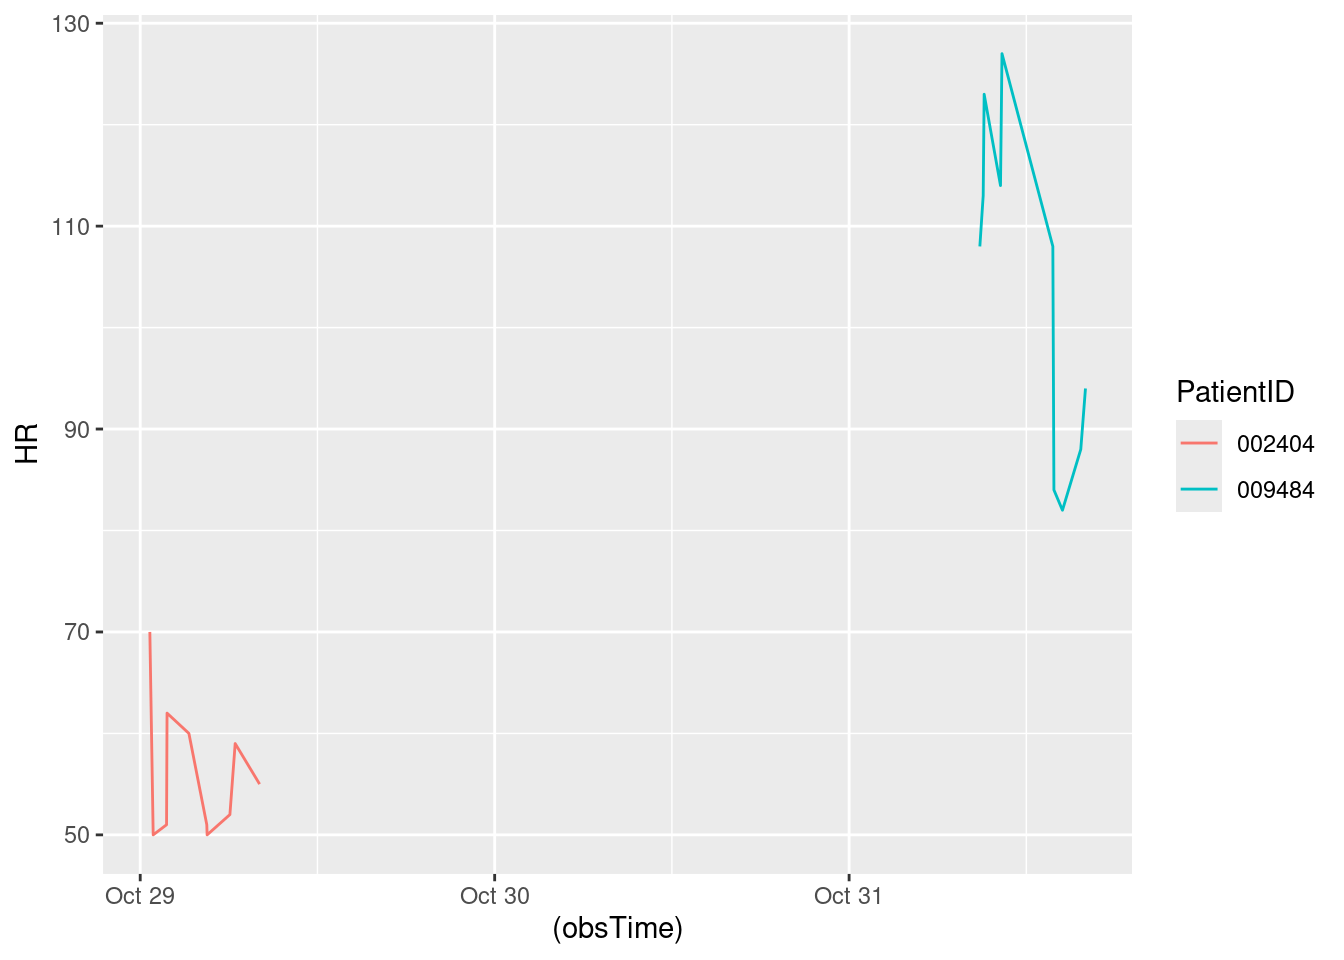 130
110
90
70
50
HR
Oct 29
Oct 30
Oct 31
(obsTime)
PatientID
002404
009484